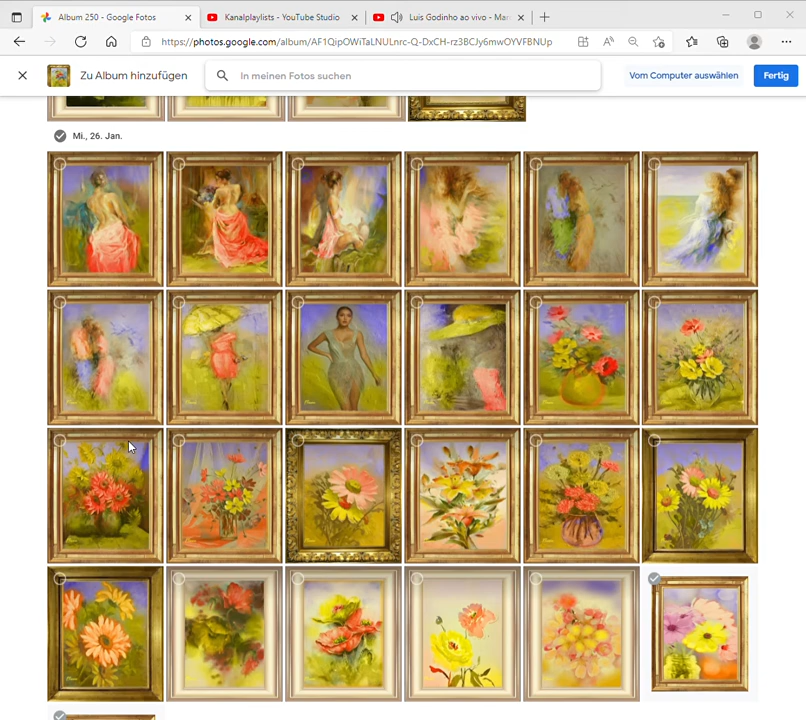 Album 250 - Google Fotos
Kanalplaylists - YouTube Studio
Luis Godinho ao vivo - Mar
https://photos.google.com/album/AF1QipOWiTaLNULnrc-Q-DxCH-rz3BCJy6mwOYVFBNUp
Zu Album hinzufügen
In meinen Fotos suchen
Vom Computer auswählen
Fertig
Mi., 26. Jan.